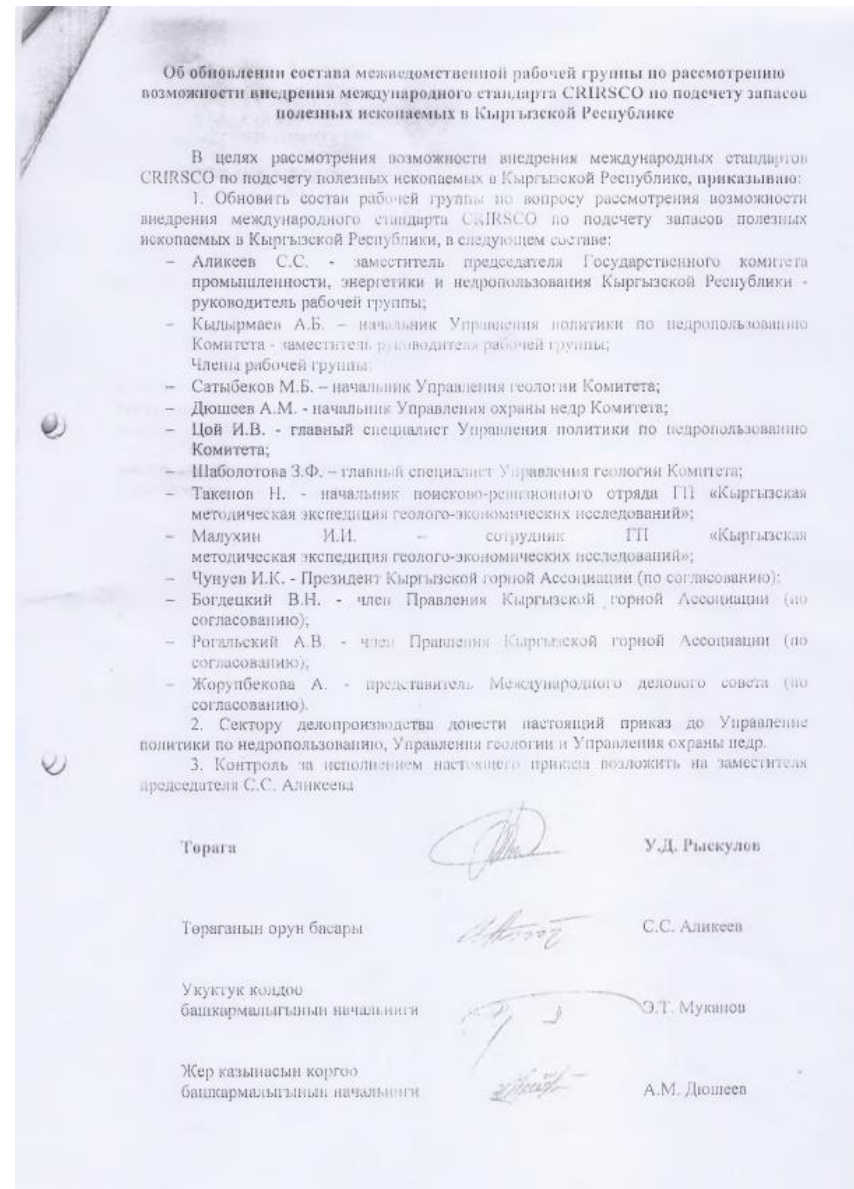 Об обновлении состава межведомственной рабочей группы по рассмотрению
возможности внедрения международного стандарта CRIRSCO по подсчету запасов
полезных ископаемых в Кыргызской Республике
В целях рассмотрения возможности внедрения международных стандартов
CRIRSCO по подсчету полезных ископаемых в Кыргызской Республике, приказываю:
1. Обновить состав рабочей группы по вопросу рассмотрения возможности
внедрения международного стандарта CRIRSCO по подсчету запасов полезных
ископаемых в Кыргызской Республики, в следующем составе:
– Аликеев С.С. - заместитель председателя Государственного комитета
промышленности, энергетики и недропользования Кыргызской Республики -
руководитель рабочей группы;
– Кыдырмаев А.Б. – начальник Управления политики по недропользованию
Комитета - заместитель руководителя рабочей группы;
Члены рабочей группы:
– Сатыбеков М.Б. – начальник Управления геологии Комитета;
– Дюшеев А.М. - начальник Управления охраны недр Комитета;
– Цой И.В. - главный специалист Управления политики по недропользованию
Комитета;
– Шаболотова З.Ф. – главный специалист Управления геологии Комитета;
– Такенов Н. - начальник поисково-ревизионного отряда ГП «Кыргызская
методическая экспедиция геолого-экономических исследований»;
– Малухин И.И. – сотрудник ГП «Кыргызская
методическая экспедиция геолого-экономических исследований»;
– Чунуев И.К. - Президент Кыргызской горной Ассоциации (по согласованию);
– Богдецкий В.Н. - член Правления Кыргызской горной Ассоциации (по
согласованию);
– Рогальский А.В. - член Правления Кыргызской горной Ассоциации (по
согласованию);
– Жорупбекова А. - представитель Международного делового совета (по
согласованию).
2. Сектору делопроизводства довести настоящий приказ до Управление
политики по недропользованию, Управления геологии и Управления охраны недр.
3. Контроль за исполнением настоящего приказа возложить на заместителя
председателя С.С. Аликеева
Төрага У.Д. Рыскулов
Төраганын орун басары С.С. Аликеев
Укуктук колдоо
башкармалыгынын начальниги Э.Т. Муканов
Жер казынасын коргоо
башкармалыгынын начальниги А.М. Дюшеев